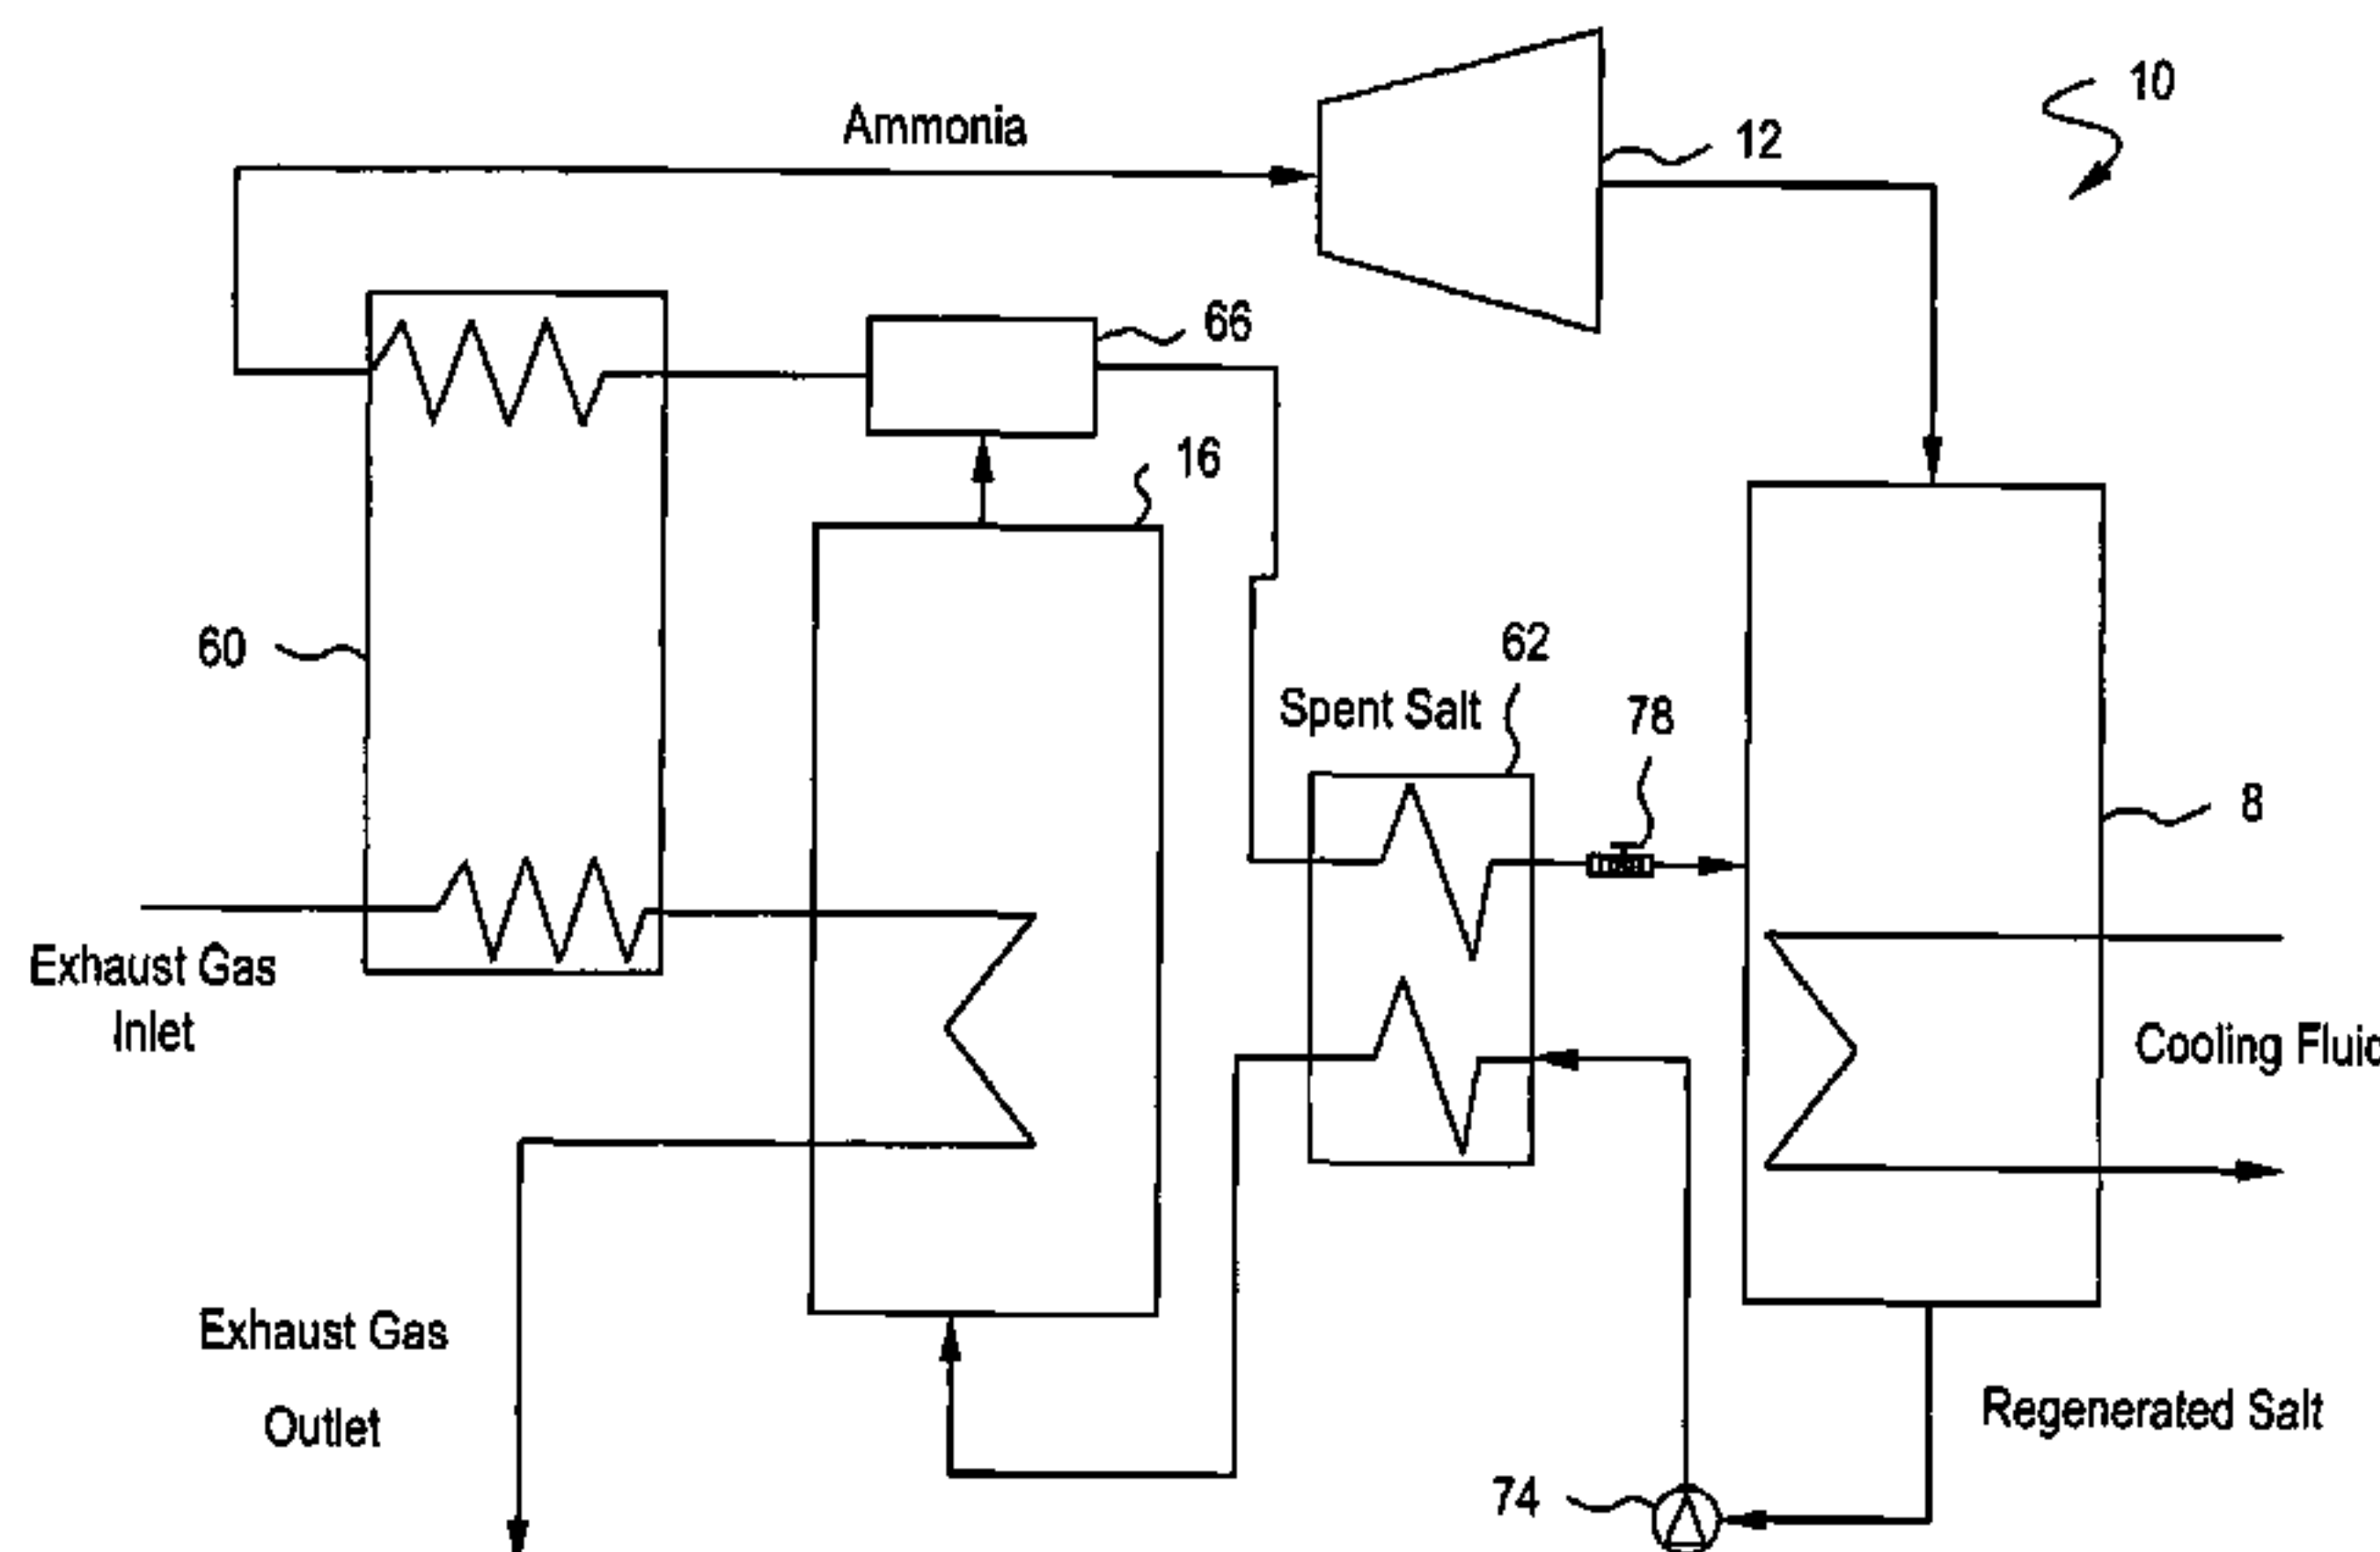 10
Ammonia
12
66
16
60
62
Spent Salt
78
8
Exhaust Gas
Inlet
Cooling Fluid
Exhaust Gas
Outlet
Regenerated Salt
74